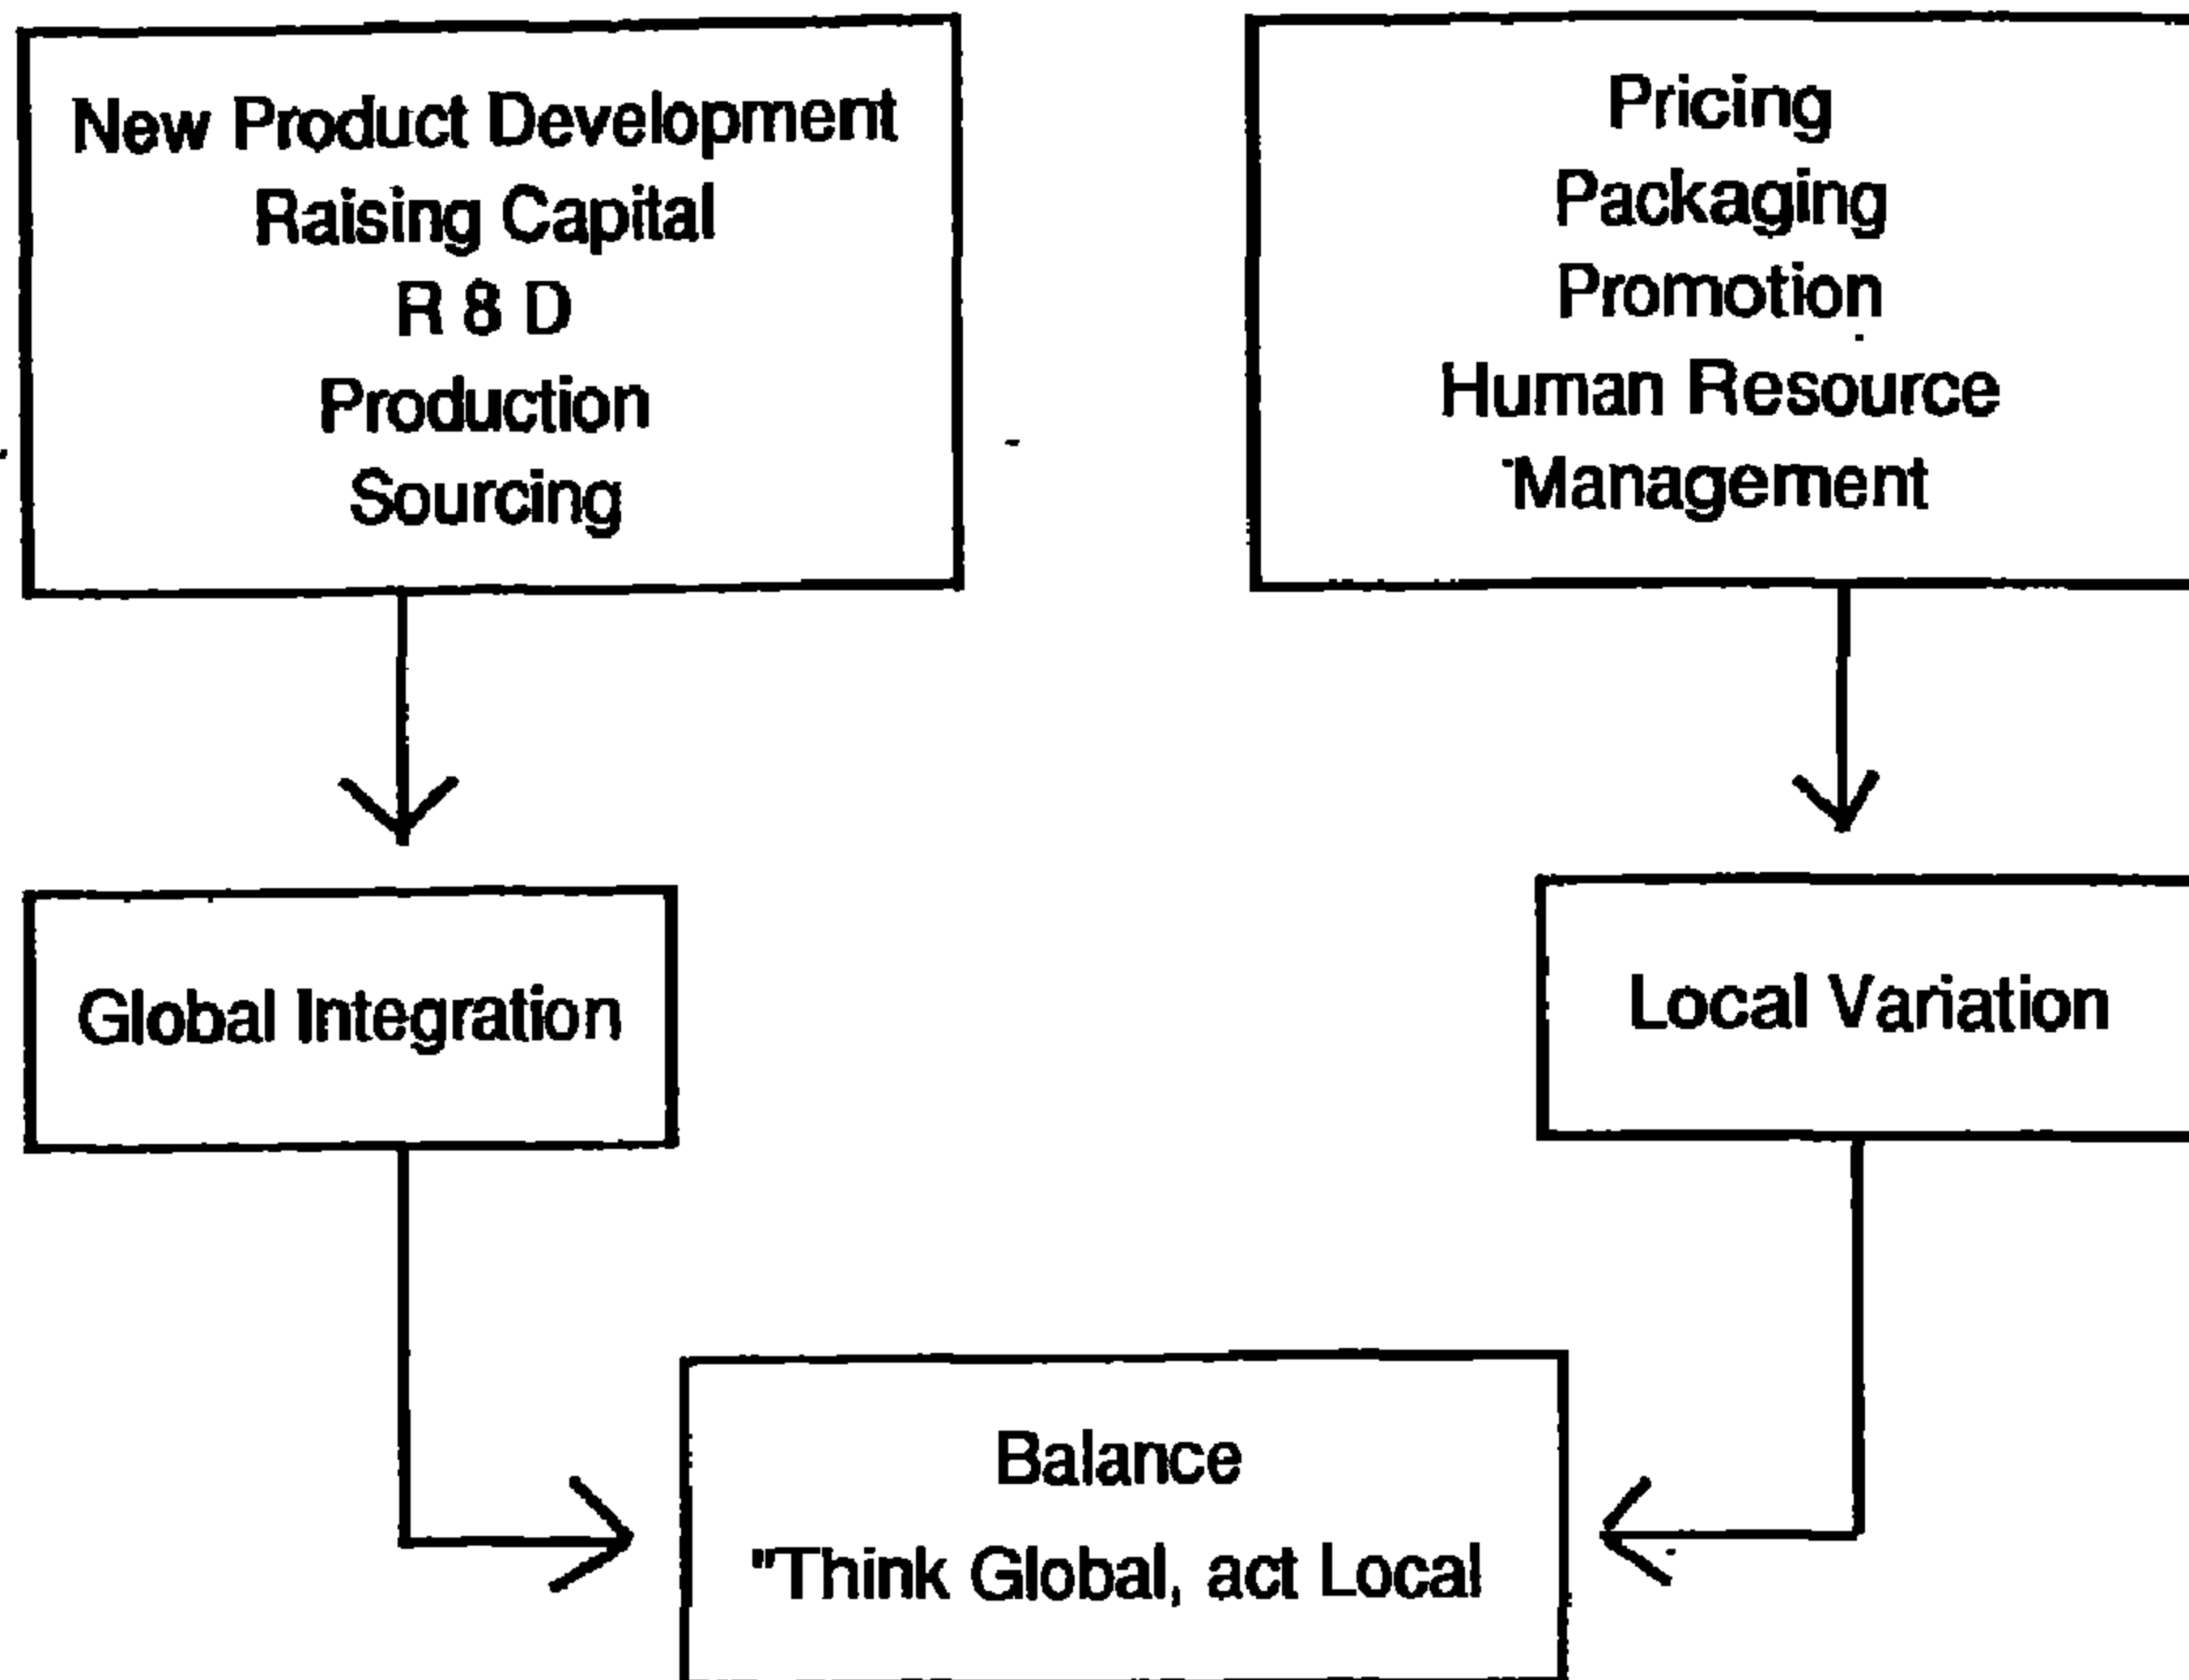 New Product Development
Raising Capital
R 8 D
Production
Sourcing
Pricing
Packaging
Promotion
Human Resource
Management
Global Integration
Local Variation
Balance
"Think Global, act Local